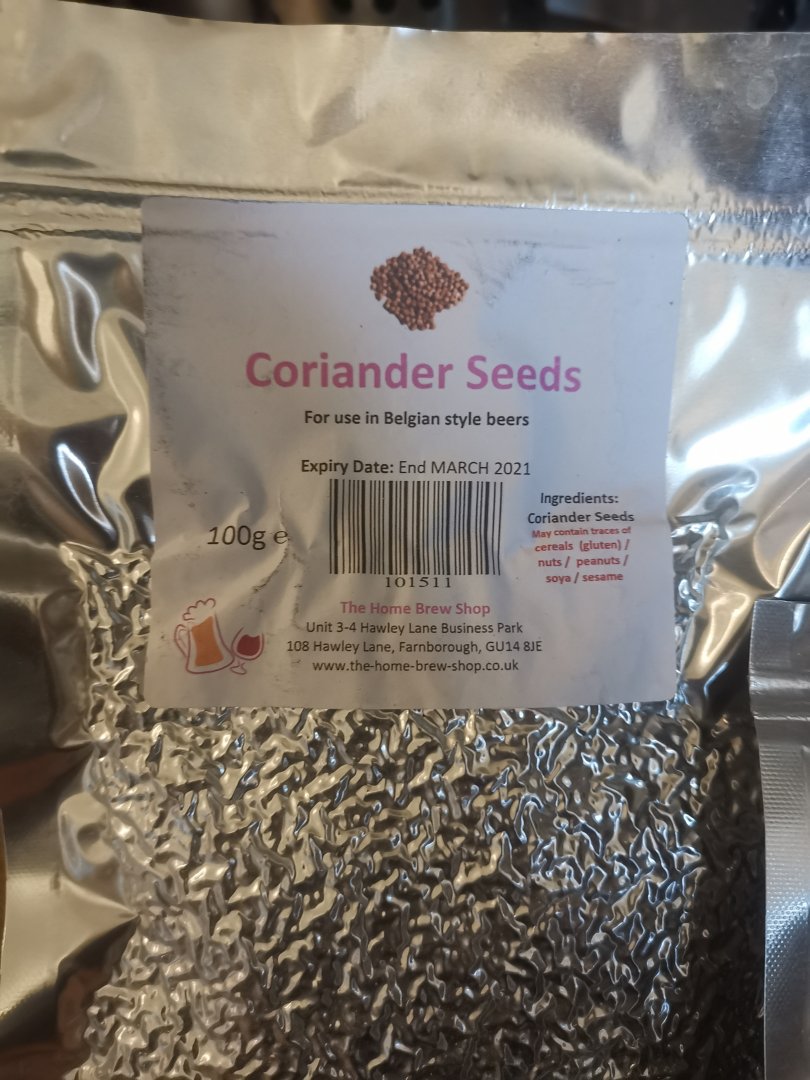 Coriander Seeds
For use in Belgian style beers
Expiry Date: End MARCH 2021
100g e
101511
Ingredients:
Coriander Seeds
May contain traces of
cereals (gluten) /
nuts / peanuts /
soya / sesame
The Home Brew Shop
Unit 3-4 Hawley Lane Business Park
108 Hawley Lane, Farnborough, GU14 8JE
www.the-home-brew-shop.co.uk